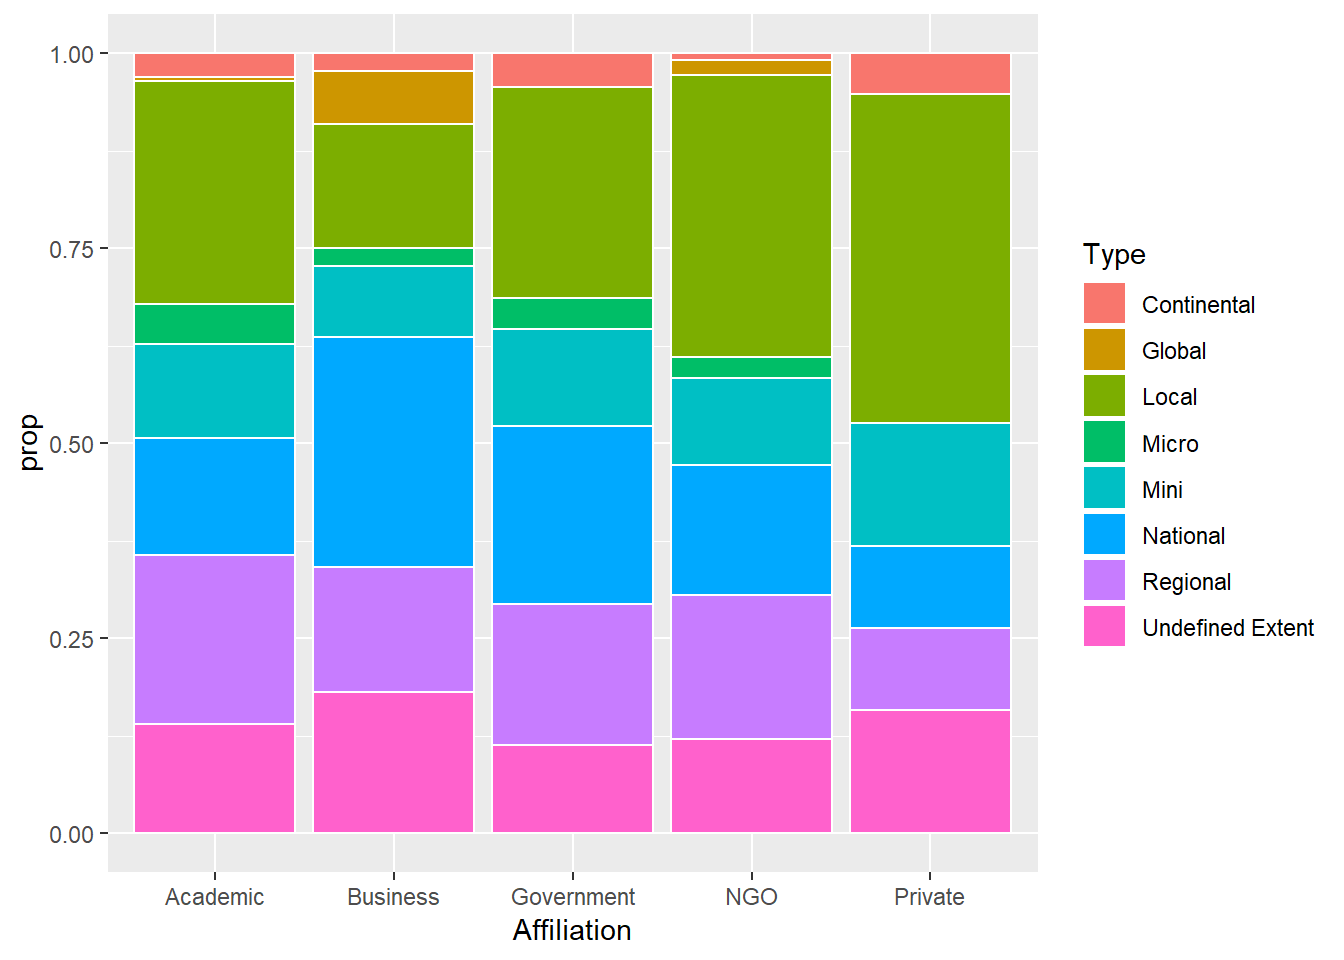 1.00
0.75
0.50
0.25
0.00
prop
Academic
Business
Government
NGO
Private
Affiliation
Type
Continental
Global
Local
Micro
Mini
National
Regional
Undefined Extent